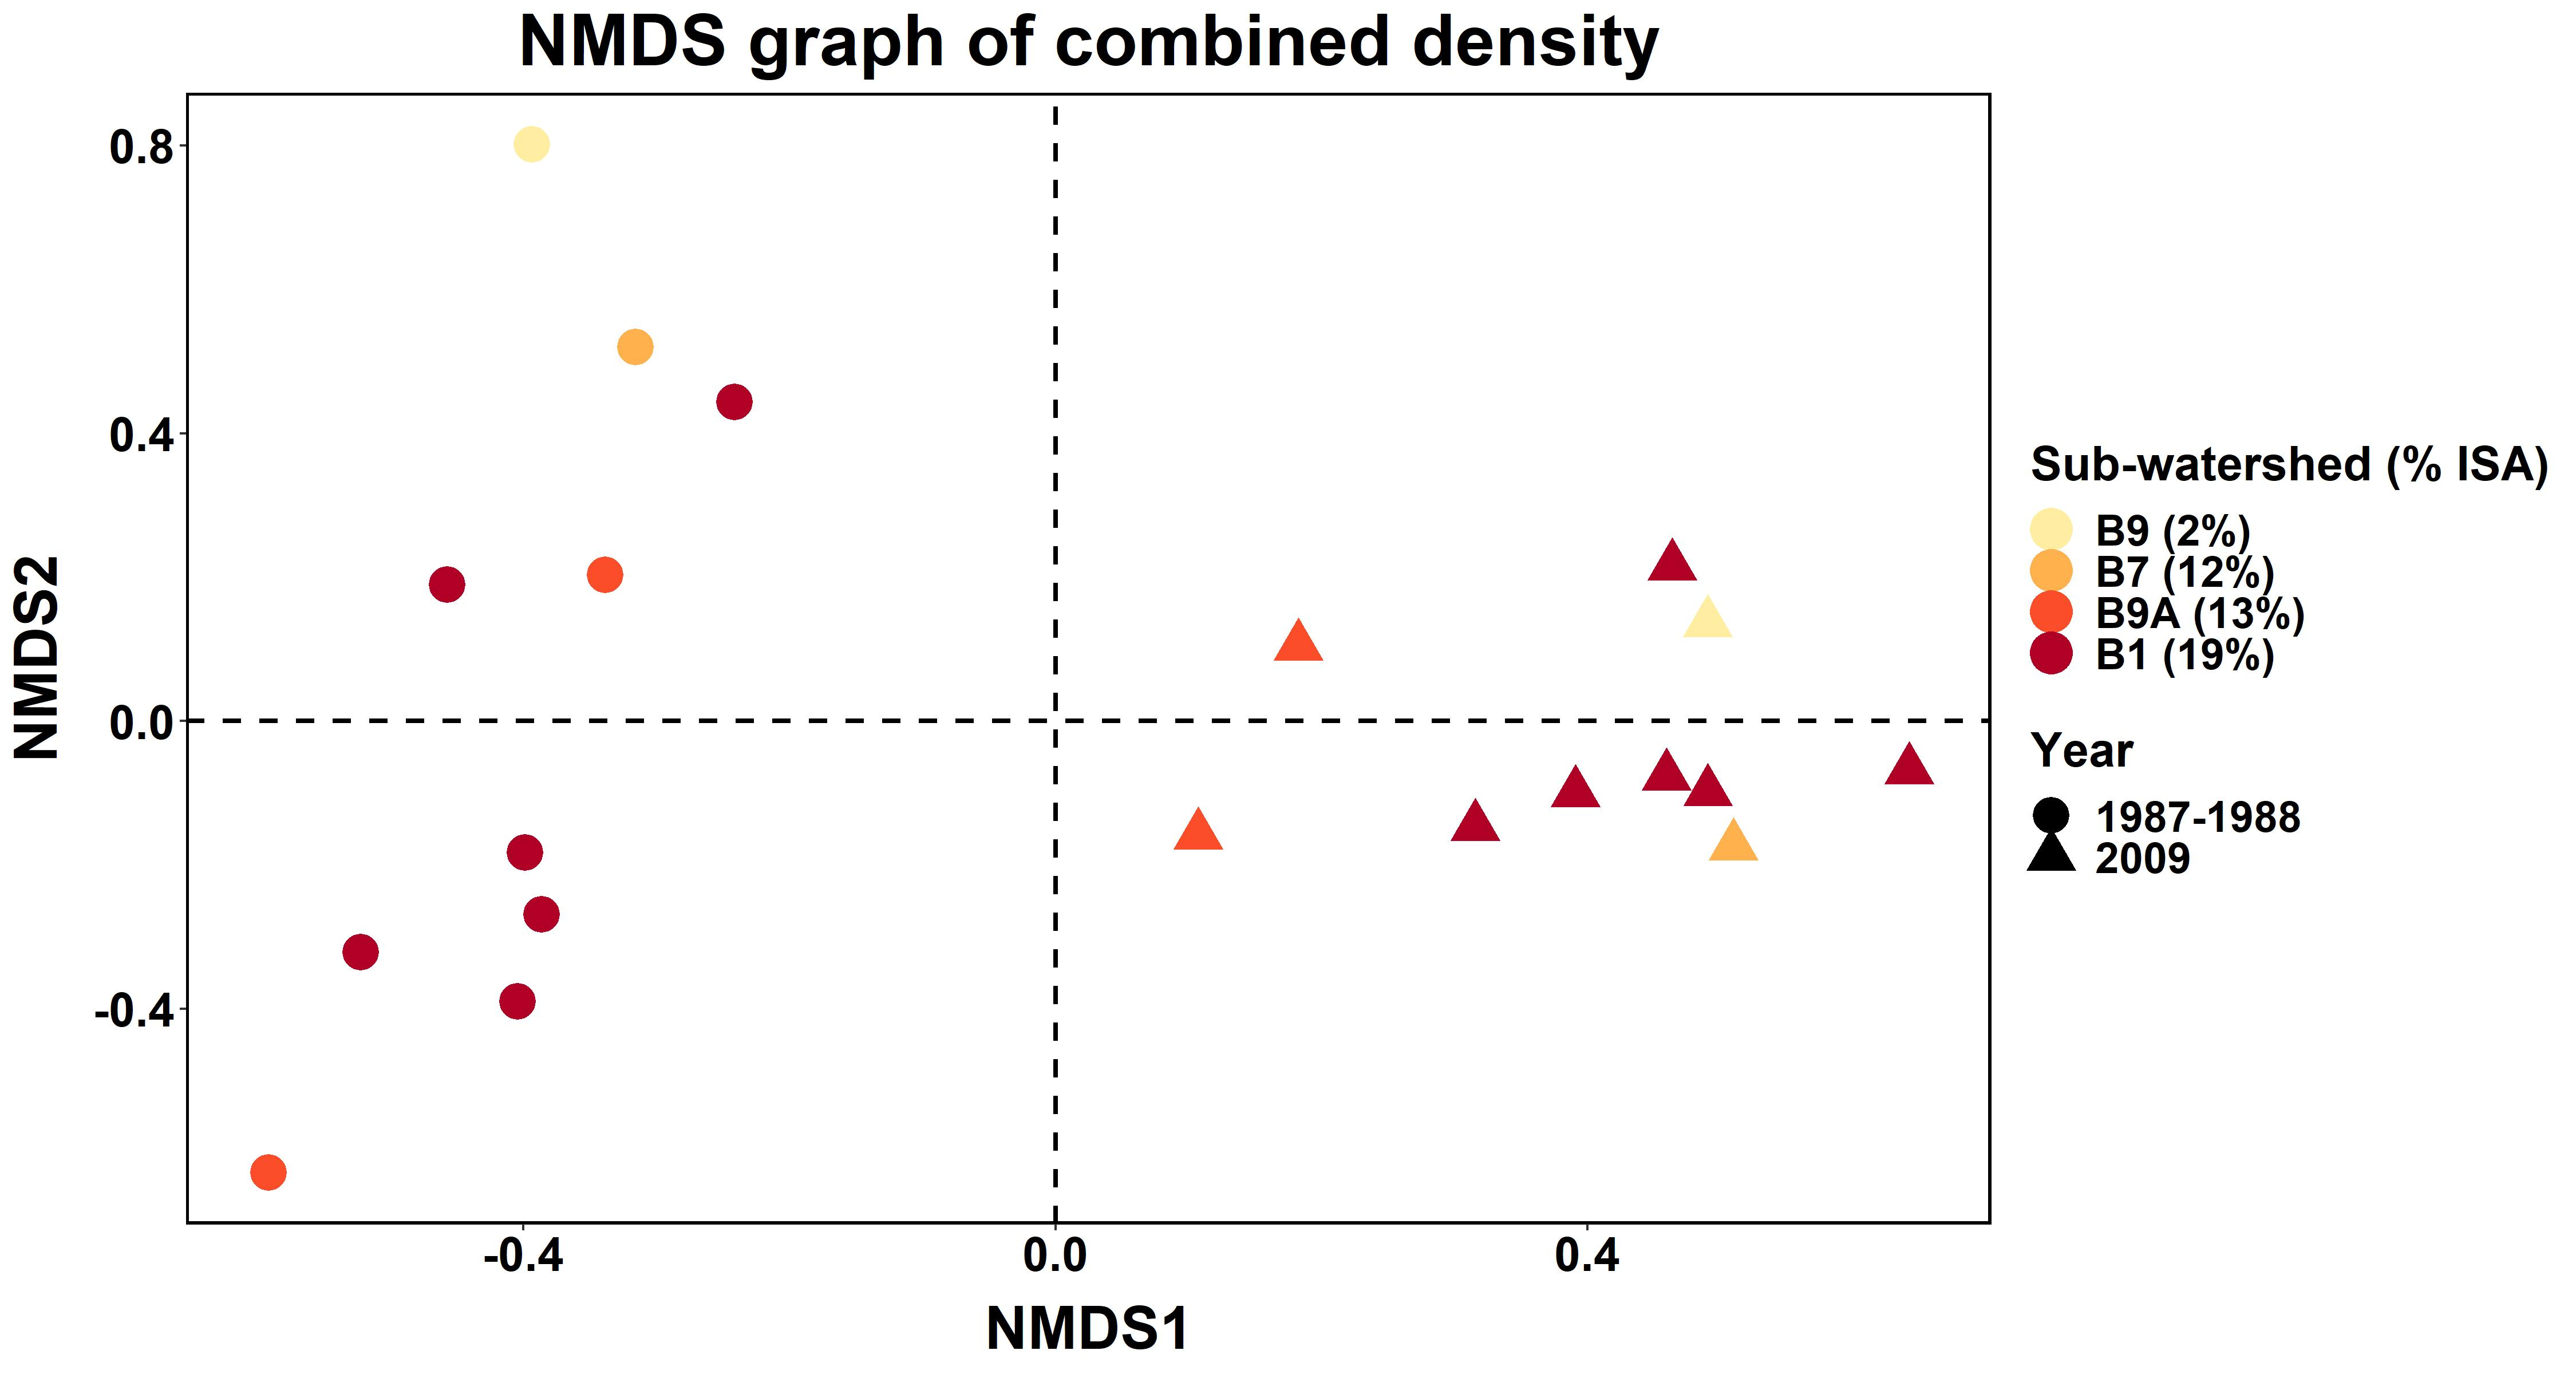 NMDS graph of combined density
0.8
0.4
0.0
-0.4
NMDS2
-0.4
0.0
0.4
NMDS1
Sub-watershed (% ISA)
B9 (2%)
B7 (12%)
B9A (13%)
B1 (19%)
Year
1987-1988
2009